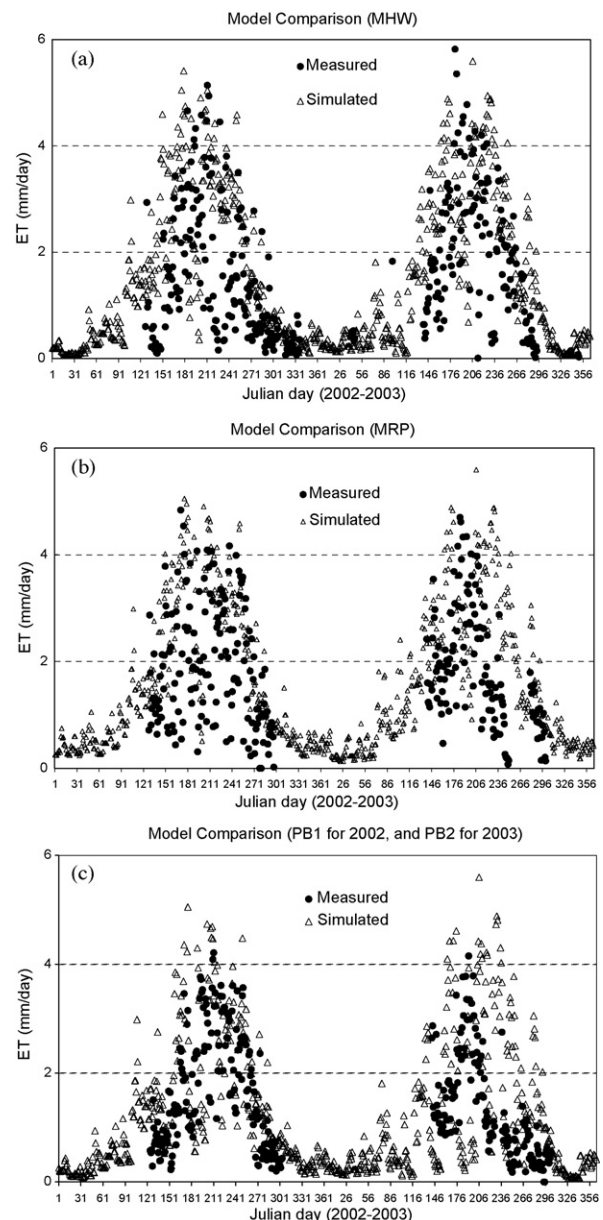 Model Comparison (MHW)
6
(a)
Measured
Simulated
4
ET (mm/day)
2
0
1 31 61 91 121 151 181 211 241 271 301 331 361 26 56 86 116 146 176 206 236 266 296 326 356
Julian day (2002-2003)
Model Comparison (MRP)
6
(b)
Measured
Simulated
4
ET (mm/day)
2
0
1 31 61 91 121 151 181 211 241 271 301 331 361 26 56 86 116 146 176 206 236 266 296 326 356
Julian day (2002-2003)
Model Comparison (PB1 for 2002, and PB2 for 2003)
6
(c)
Measured
Simulated
4
ET (mm/day)
2
0
1 31 61 91 121 151 181 211 241 271 301 331 361 26 56 86 116 146 176 206 236 266 296 326 356
Julian day (2002-2003)